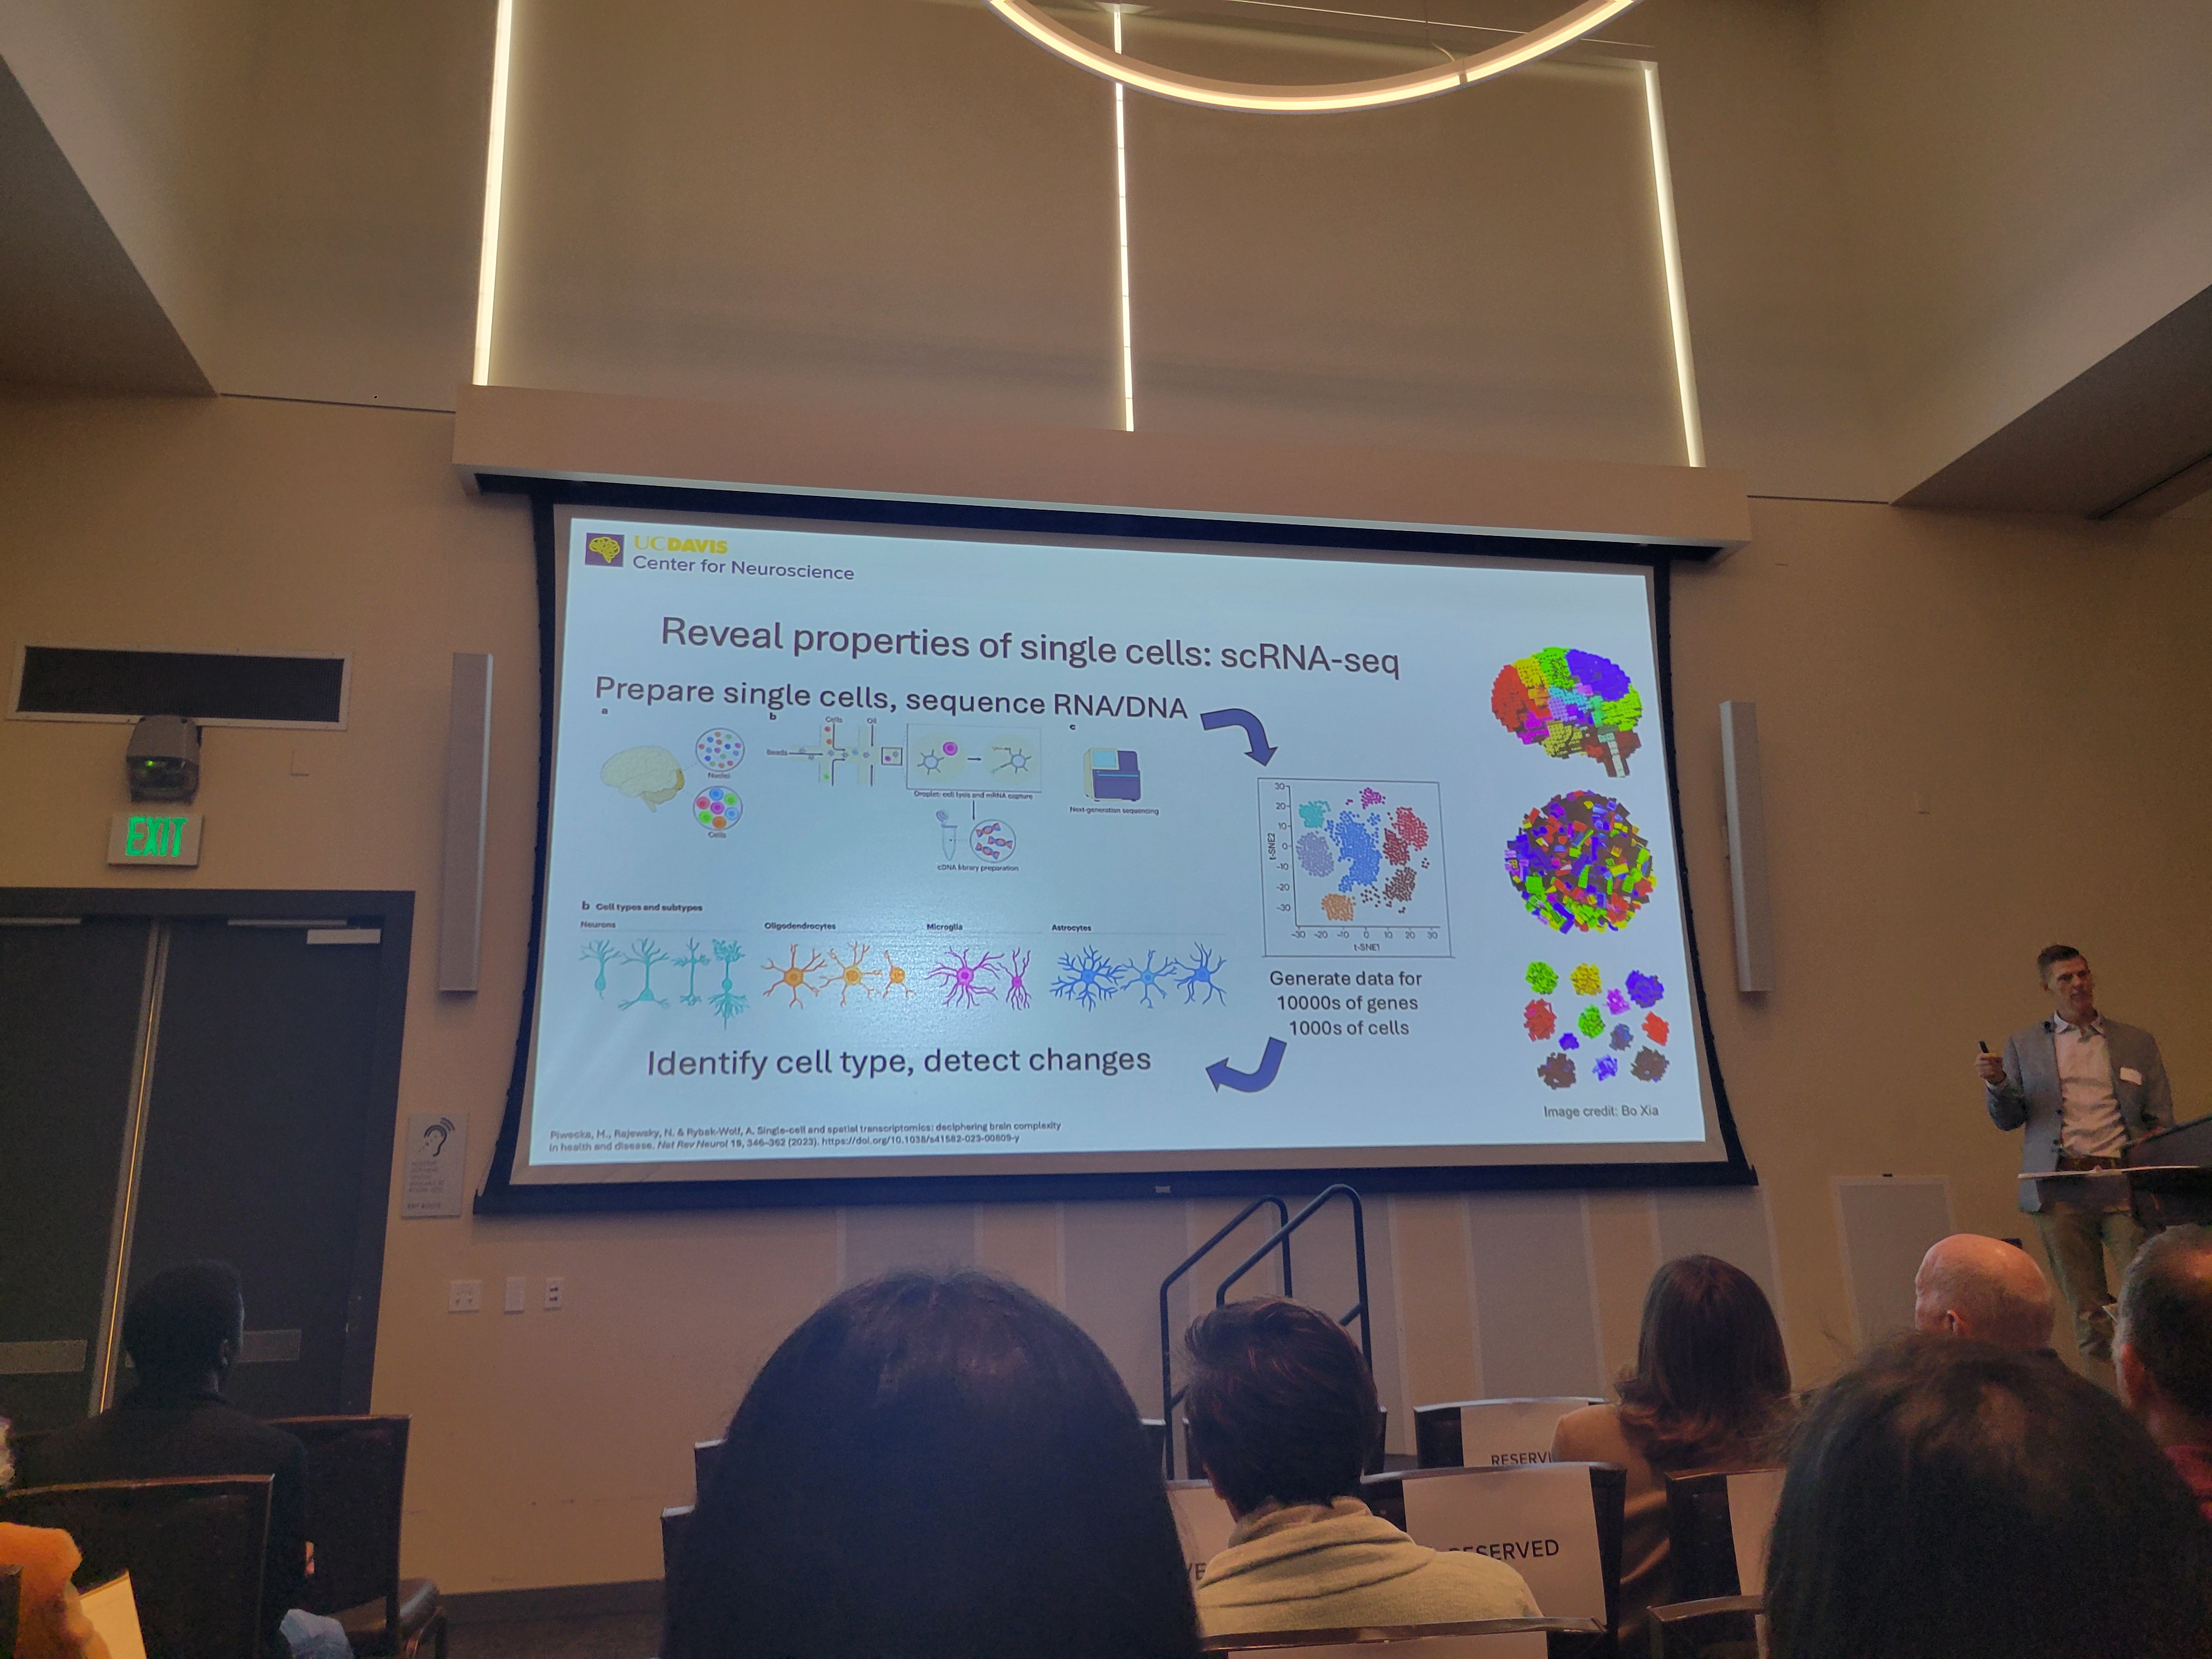 UCDAVIS
Center for Neuroscience
Reveal properties of single cells: scRNA-seq
Prepare single cells, sequence RNA/DNA
a
b
c
Cells
Oil
Beads
Nuclei
Cells
Droplet: cell lysis and mRNA capture
cDNA library preparation
Next-generation sequencing
30
20
10
0
-10
-20
-30
t-SNE2
-30 -20 -10 0 10 20 30
t-SNE1
Generate data for
10000s of genes
1000s of cells
b Cell types and subtypes
Neurons
Oligodendrocytes
Microglia
Astrocytes
Identify cell type, detect changes
Piwecka, M., Rajewsky, N. & Rybak-Wolf, A. Single-cell and spatial transcriptomics: deciphering brain complexity
in health and disease. Nat Rev Neurol 19, 346–362 (2023). https://doi.org/10.1038/s41582-023-00809-y
Image credit: Bo Xia
EXIT
RESERV
RESERVED
VE